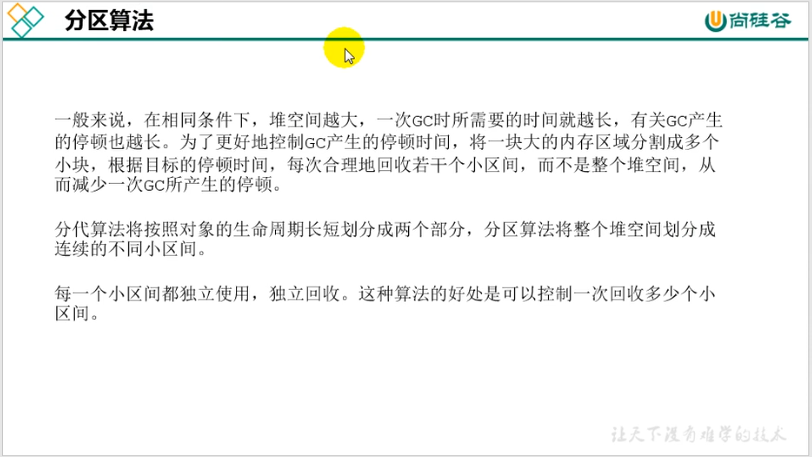 分区算法
尚硅谷
一般来说，在相同条件下，堆空间越大，一次GC时所需要的时间就越长，有关GC产生
的停顿也越长。为了更好地控制GC产生的停顿时间，将一块大的内存区域分割成多个
小块，根据目标的停顿时间，每次合理地回收若干个小区间，而不是整个堆空间，从
而减少一次GC所产生的停顿。
分代算法将按照对象的生命周期长短划分成两个部分，分区算法将整个堆空间划分成
连续的不同小区间。
每一个小区间都独立使用，独立回收。这种算法的好处是可以控制一次回收多少个小
区间。
让天下没有难学的技术